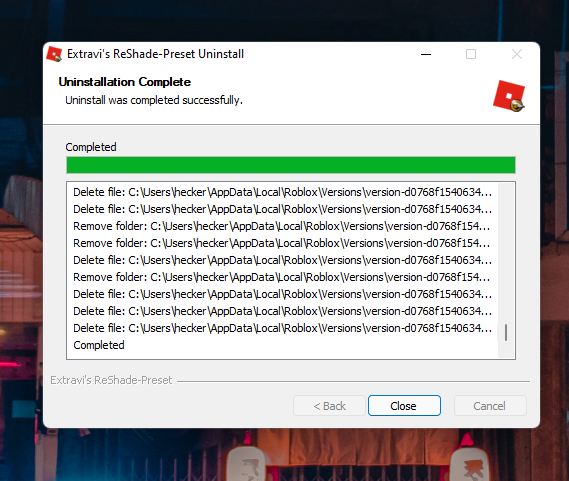 Extravi's ReShade-Preset Uninstall
Uninstallation Complete
Uninstall was completed successfully.
Completed
Delete file: C:\Users\hecker\AppData\Local\Roblox\Versions\version-d0768f1540634...
Delete file: C:\Users\hecker\AppData\Local\Roblox\Versions\version-d0768f1540634...
Remove folder: C:\Users\hecker\AppData\Local\Roblox\Versions\version-d0768f154...
Remove folder: C:\Users\hecker\AppData\Local\Roblox\Versions\version-d0768f154...
Delete file: C:\Users\hecker\AppData\Local\Roblox\Versions\version-d0768f1540634...
Remove folder: C:\Users\hecker\AppData\Local\Roblox\Versions\version-d0768f154...
Delete file: C:\Users\hecker\AppData\Local\Roblox\Versions\version-d0768f1540634...
Delete file: C:\Users\hecker\AppData\Local\Roblox\Versions\version-d0768f1540634...
Delete file: C:\Users\hecker\AppData\Local\Roblox\Versions\version-d0768f1540634...
Completed
Extravi's ReShade-Preset
< Back Close Cancel